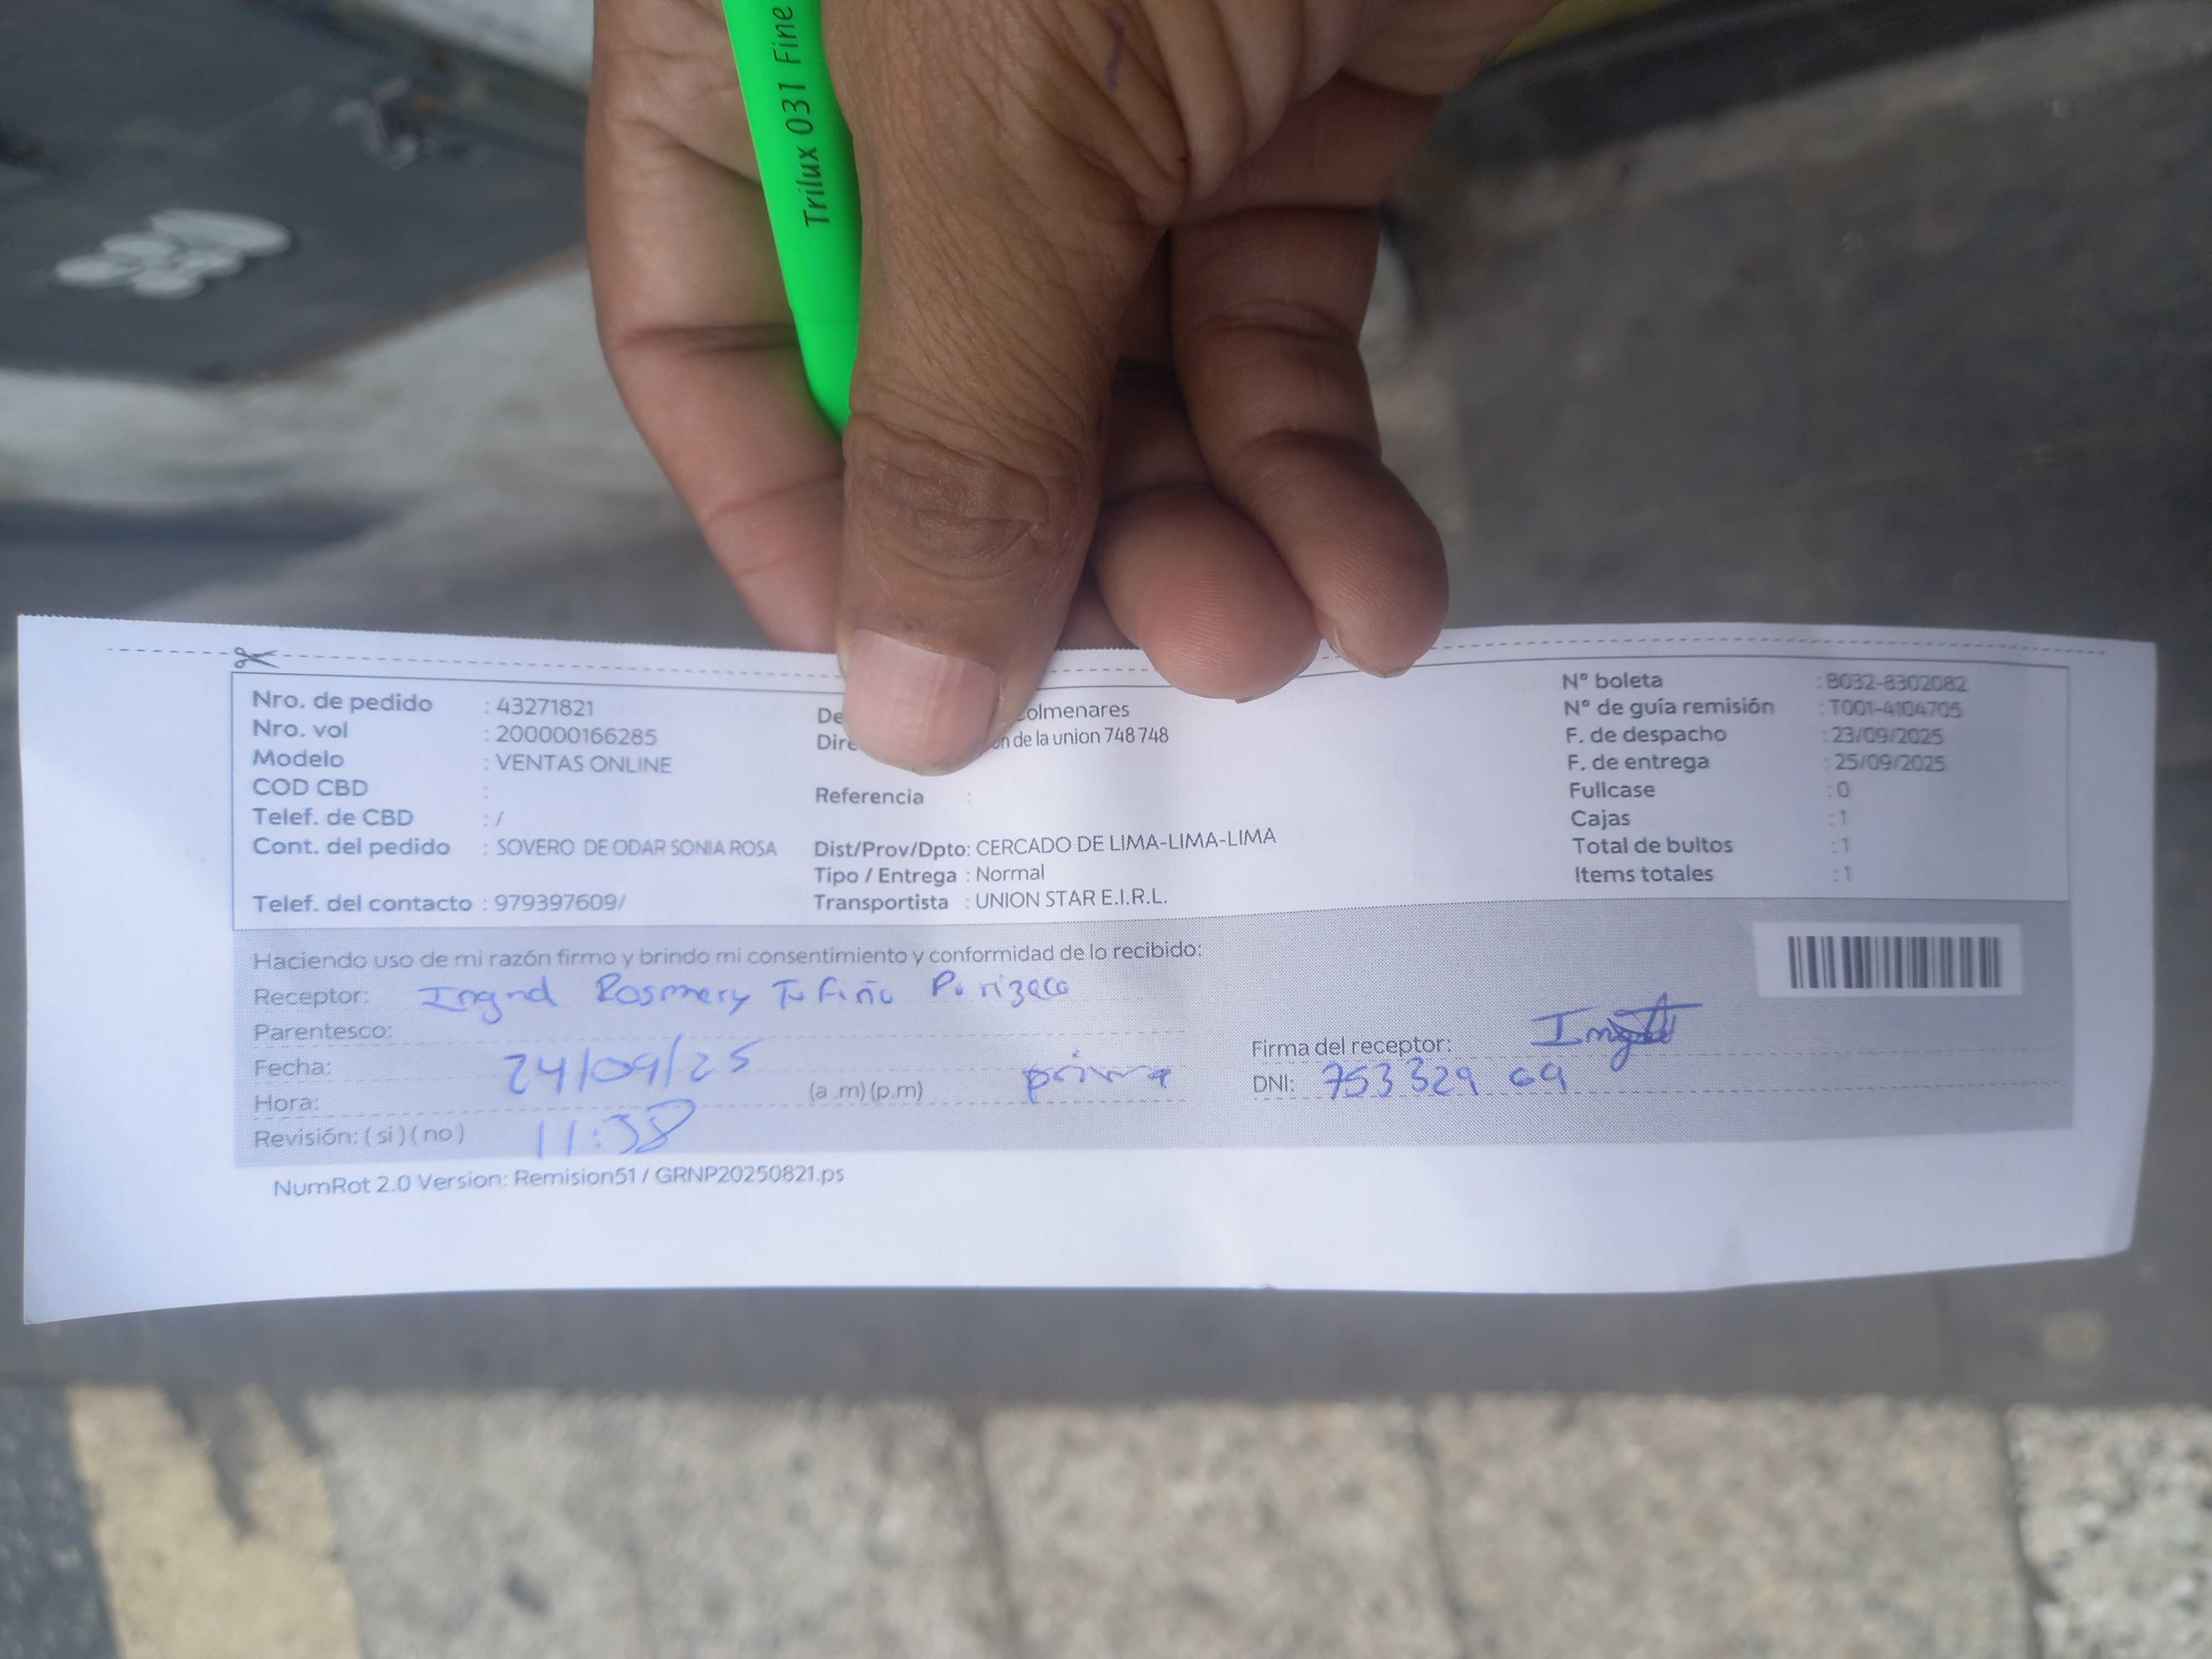 Trilux 031 Fine
Nro. de pedido : 43271821
Nro. vol : 200000166285
Modelo : VENTAS ONLINE
COD CBD :
Telef. de CBD : /
Cont. del pedido : SOVERO DE ODAR SONIA ROSA
Telef. del contacto : 979397609/
De olmenares
Dire on de la union 748 748
Referencia :
Dist/Prov/Dpto: CERCADO DE LIMA-LIMA-LIMA
Tipo / Entrega : Normal
Transportista : UNION STAR E.I.R.L.
N° boleta : B032-8302082
N° de guía remisión : T001-4104705
F. de despacho : 23/09/2025
F. de entrega : 25/09/2025
Fullcase : 0
Cajas : 1
Total de bultos : 1
Items totales : 1
Haciendo uso de mi razón firmo y brindo mi consentimiento y conformidad de lo recibido:
Receptor: Ingrid Rosmery Tufiño Purizaca
Parentesco:
Fecha: 24/09/25
Hora: (a .m) (p.m) prima
Revisión: ( si ) ( no ) 11:38
Firma del receptor:
DNI: 753329 69
NumRot 2.0 Version: Remision51 / GRNP20250821.ps